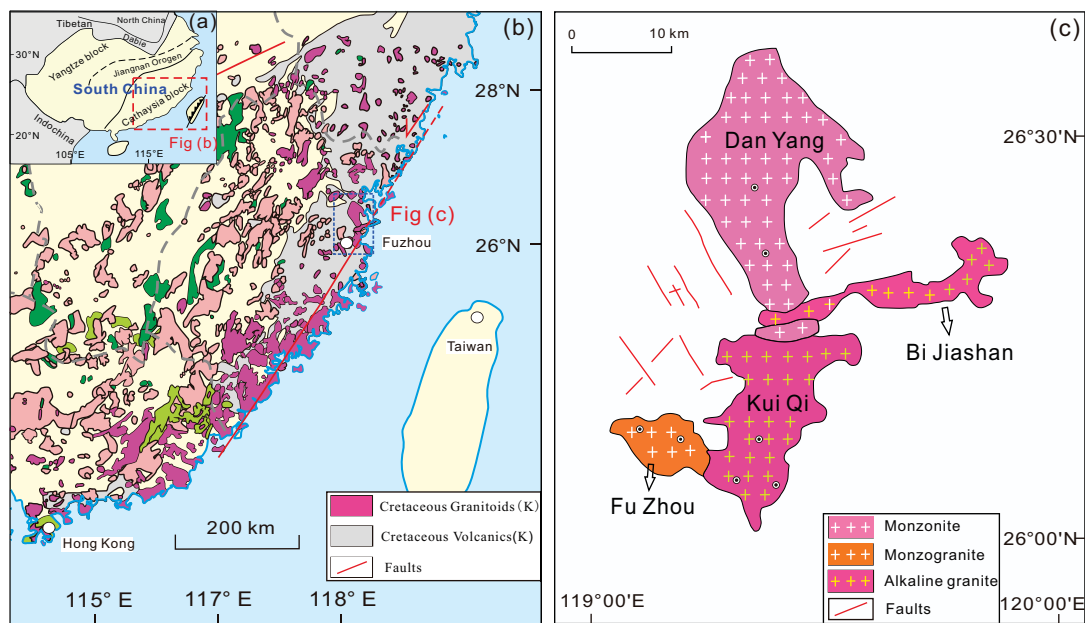 (a)
Tibetan
North China
Dabie
30°N
Yangtze block
Jiangnan Orogen
South China
Cathaysia block
20°N
Indochina
105°E
115°E
Fig (b)
(b)
28°N
Fig (c)
Fuzhou
26°N
Taiwan
Hong Kong
200 km
Cretaceous Granitoids(K)
Cretaceous Volcanics(K)
Faults
115° E
117° E
118° E
(c)
0
10 km
26°30'N
Dan Yang
Bi Jiashan
Kui Qi
Fu Zhou
Monzonite
Monzogranite
Alkaline granite
Faults
26°00'N
119°00'E
120°00'E